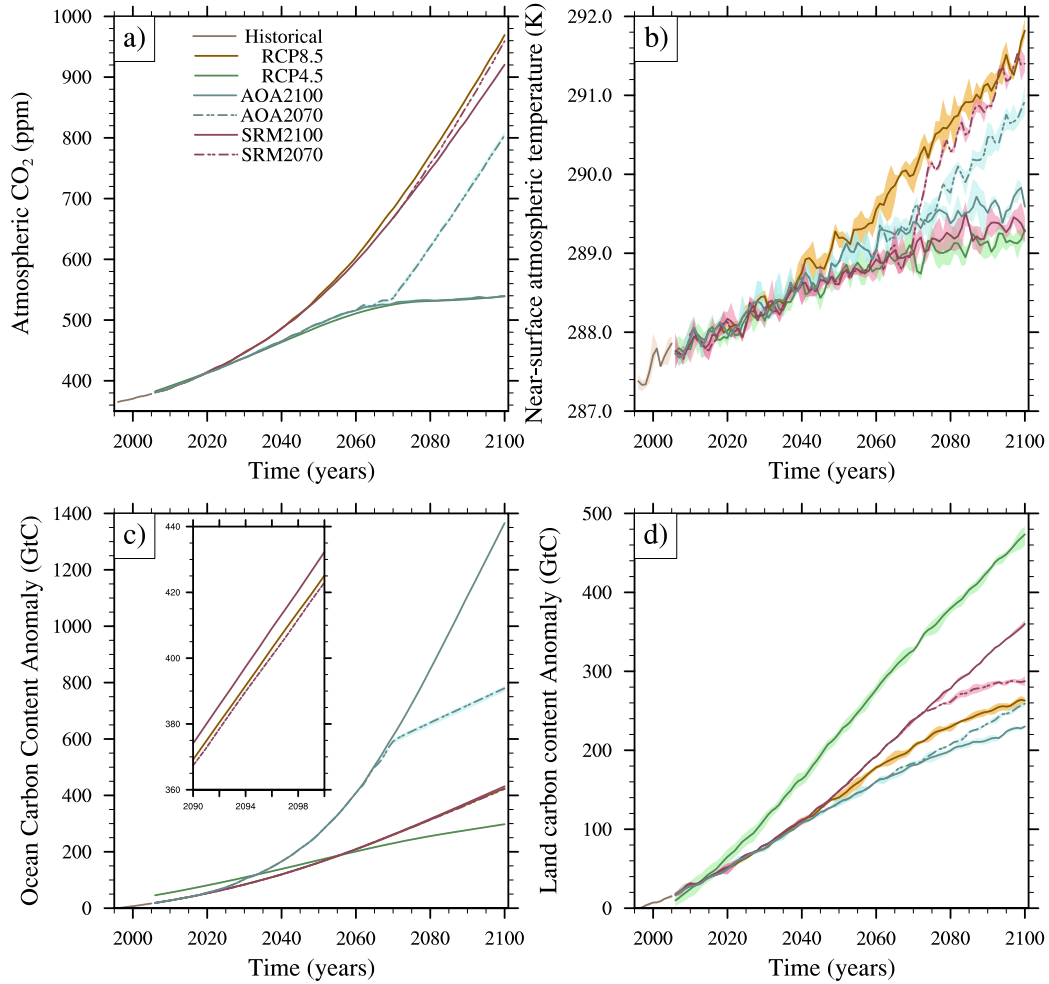 a)
Historical
RCP8.5
RCP4.5
AOA2100
AOA2070
SRM2100
SRM2070
Atmospheric CO2 (ppm)
1000
900
800
700
600
500
400
2000 2020 2040 2060 2080 2100
Time (years)
b)
Near-surface atmospheric temperature (K)
292.0
291.0
290.0
289.0
288.0
287.0
2000 2020 2040 2060 2080 2100
Time (years)
c)
Ocean Carbon Content Anomaly (GtC)
1400
1200
1000
800
600
400
200
0
440
420
400
380
360
2090 2094 2098
2000 2020 2040 2060 2080 2100
Time (years)
d)
Land carbon content Anomaly (GtC)
500
400
300
200
100
0
2000 2020 2040 2060 2080 2100
Time (years)